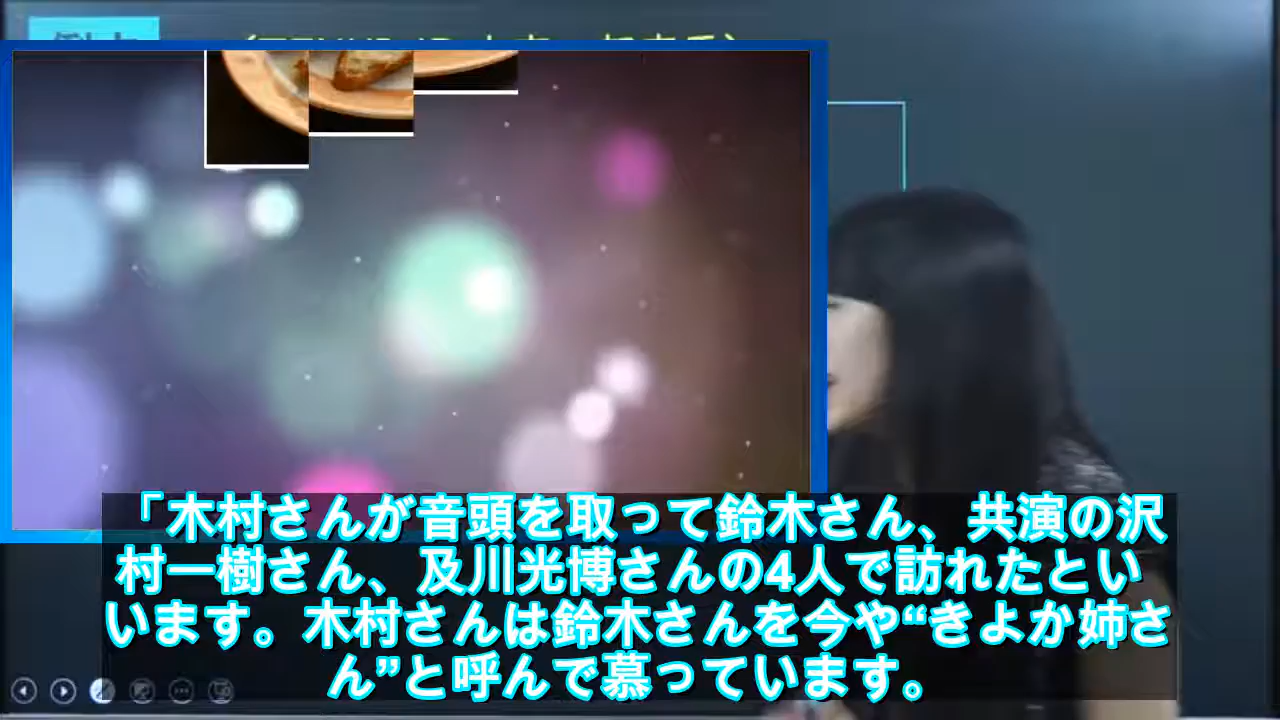 「木村さんが音頭を取って鈴木さん、共演の沢
村一樹さん、及川光博さんの4人で訪れたとい
います。木村さんは鈴木さんを今や“きよか姉さ
ん”と呼んで慕っています。